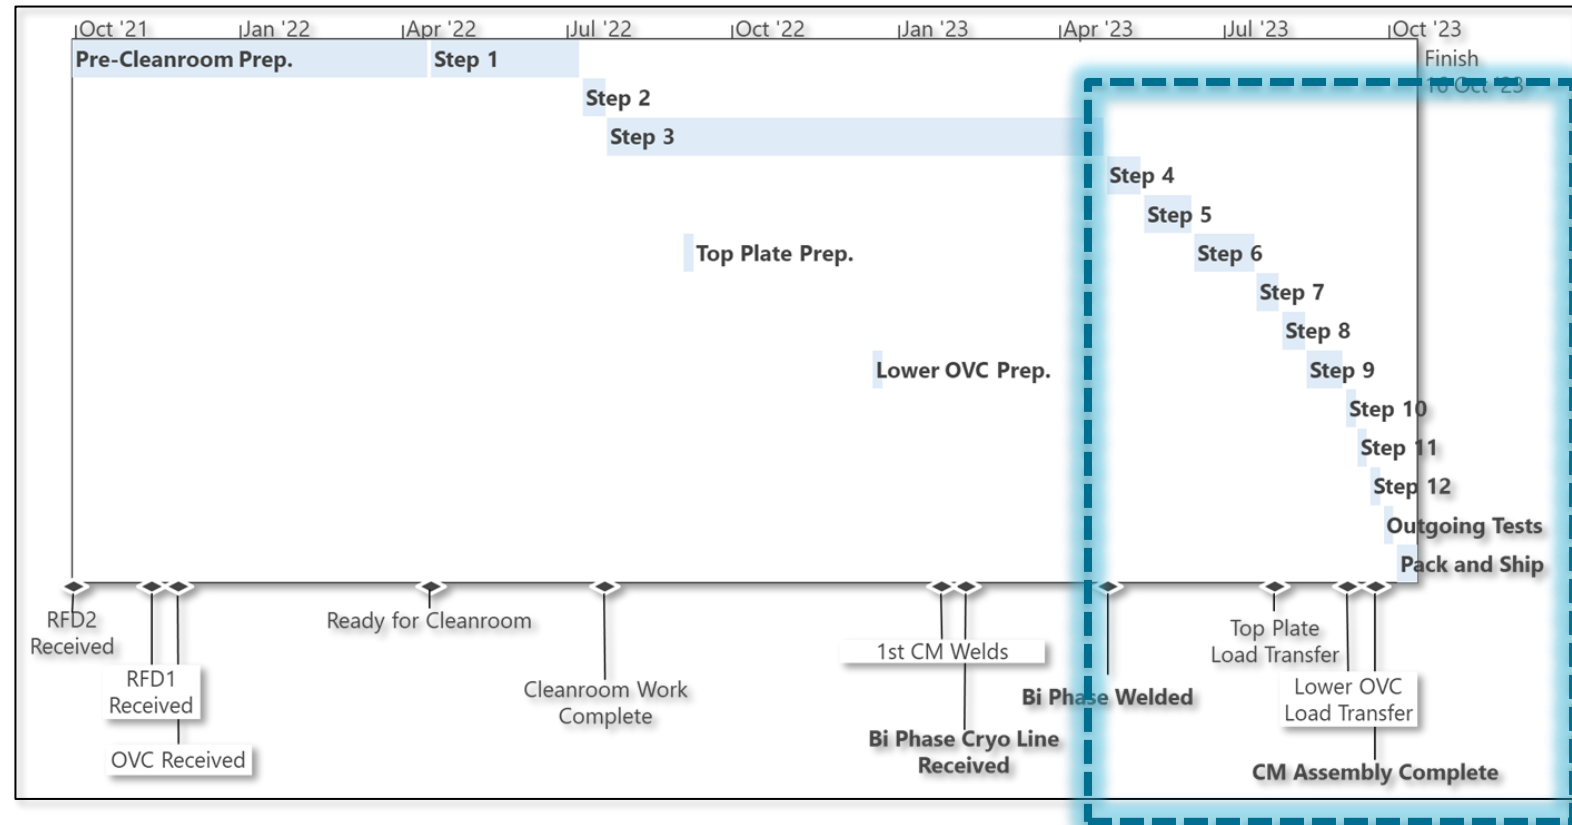 Oct '21
Jan '22
Apr '22
Jul '22
Oct '22
Jan '23
Apr '23
Jul '23
Oct '23
Pre-Cleanroom Prep.
Step 1
Finish
16 Oct '23
Step 2
Step 3
Step 4
Step 5
Top Plate Prep.
Step 6
Step 7
Step 8
Lower OVC Prep.
Step 9
Step 10
Step 11
Step 12
Outgoing Tests
Pack and Ship
RFD2
Received
RFD1
Received
OVC Received
Ready for Cleanroom
Cleanroom Work
Complete
1st CM Welds
Bi Phase Cryo Line
Received
Bi Phase Welded
Top Plate
Load Transfer
Lower OVC
Load Transfer
CM Assembly Complete